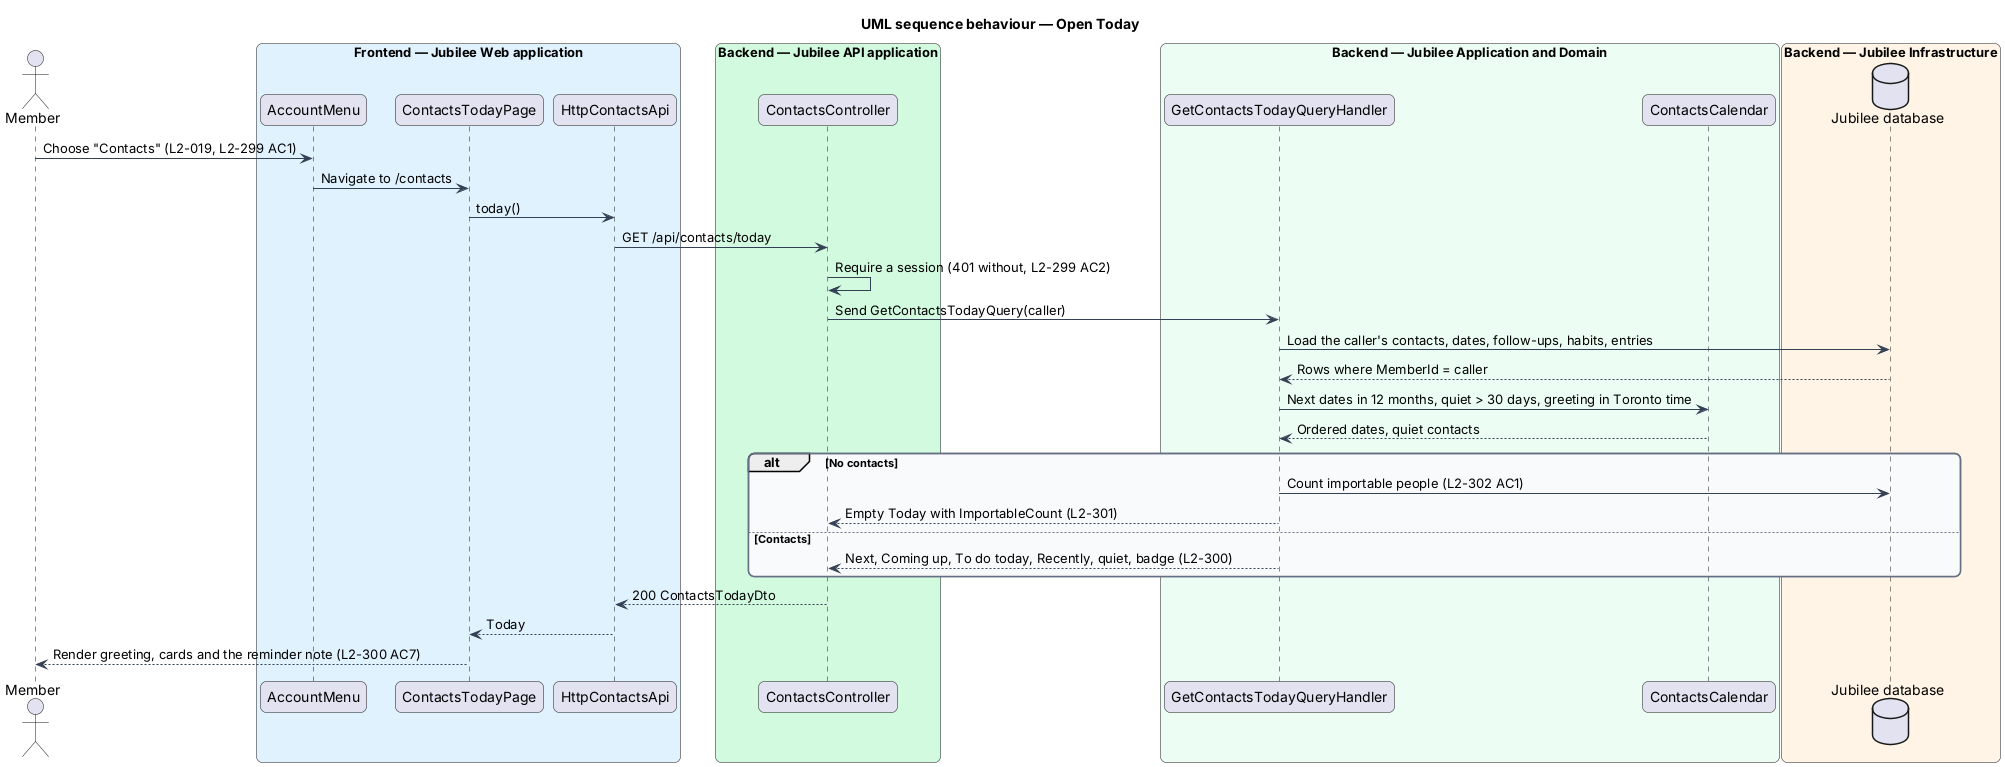 UML sequence behaviour — Open Today
Frontend — Jubilee Web application
Backend — Jubilee API application
Backend — Jubilee Application and Domain
Backend — Jubilee Infrastructure
Member
AccountMenu
ContactsTodayPage
HttpContactsApi
ContactsController
GetContactsTodayQueryHandler
ContactsCalendar
Jubilee database
Choose "Contacts" (L2-019, L2-299 AC1)
Navigate to /contacts
today()
GET /api/contacts/today
Require a session (401 without, L2-299 AC2)
Send GetContactsTodayQuery(caller)
Load the caller's contacts, dates, follow-ups, habits, entries
Rows where MemberId = caller
Next dates in 12 months, quiet > 30 days, greeting in Toronto time
Ordered dates, quiet contacts
alt
[No contacts]
Count importable people (L2-302 AC1)
Empty Today with ImportableCount (L2-301)
[Contacts]
Next, Coming up, To do today, Recently, quiet, badge (L2-300)
200 ContactsTodayDto
Today
Render greeting, cards and the reminder note (L2-300 AC7)
Member
AccountMenu
ContactsTodayPage
HttpContactsApi
ContactsController
GetContactsTodayQueryHandler
ContactsCalendar
Jubilee database